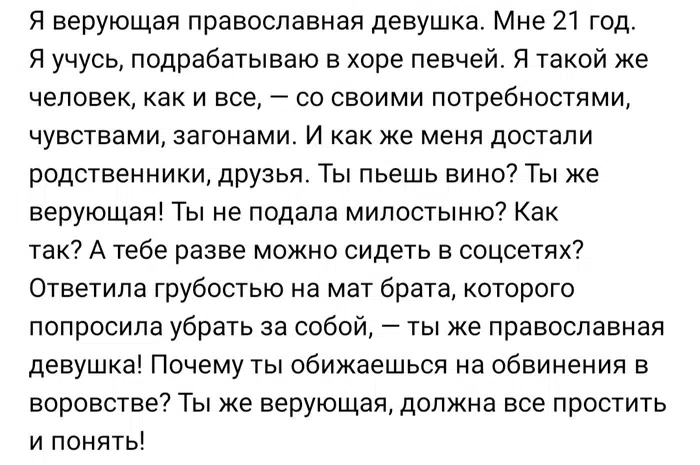 Я верующая православная девушка. Мне 21 год.
Я учусь, подрабатываю в хоре певчей. Я такой же
человек, как и все, — со своими потребностями,
чувствами, загонами. И как же меня достали
родственники, друзья. Ты пьешь вино? Ты же
верующая! Ты не подала милостыню? Как
так? А тебе разве можно сидеть в соцсетях?
Ответила грубостью на мат брата, которого
попросила убрать за собой, — ты же православная
девушка! Почему ты обижаешься на обвинения в
воровстве? Ты же верующая, должна все простить
и понять!